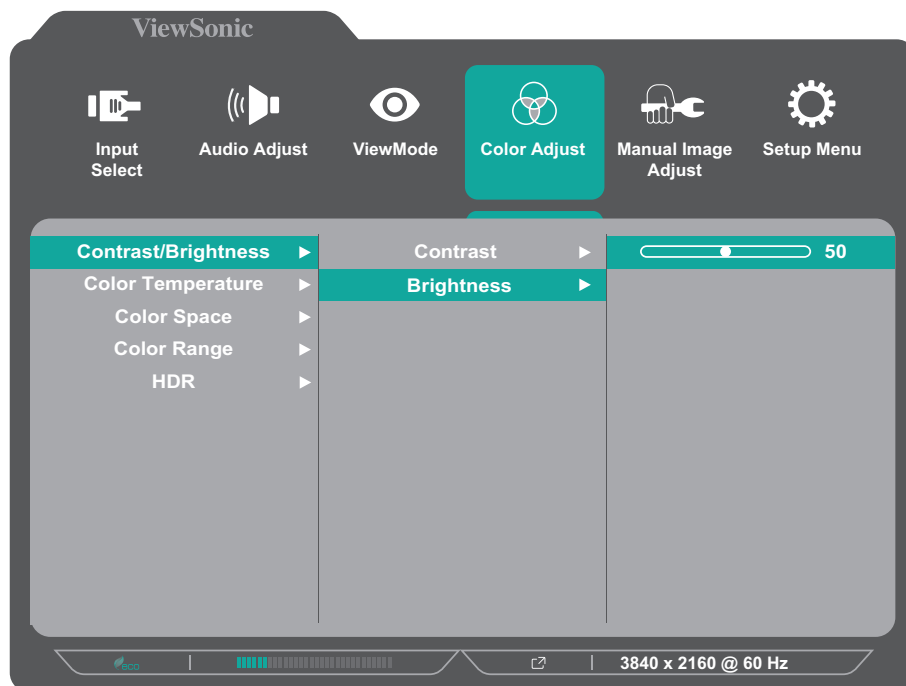 ViewSonic
Input Select
Audio Adjust
ViewMode
Color Adjust
Manual Image Adjust
Setup Menu
Contrast/Brightness
Contrast
50
Color Temperature
Brightness
Color Space
Color Range
HDR
eco
3840 x 2160 @ 60 Hz